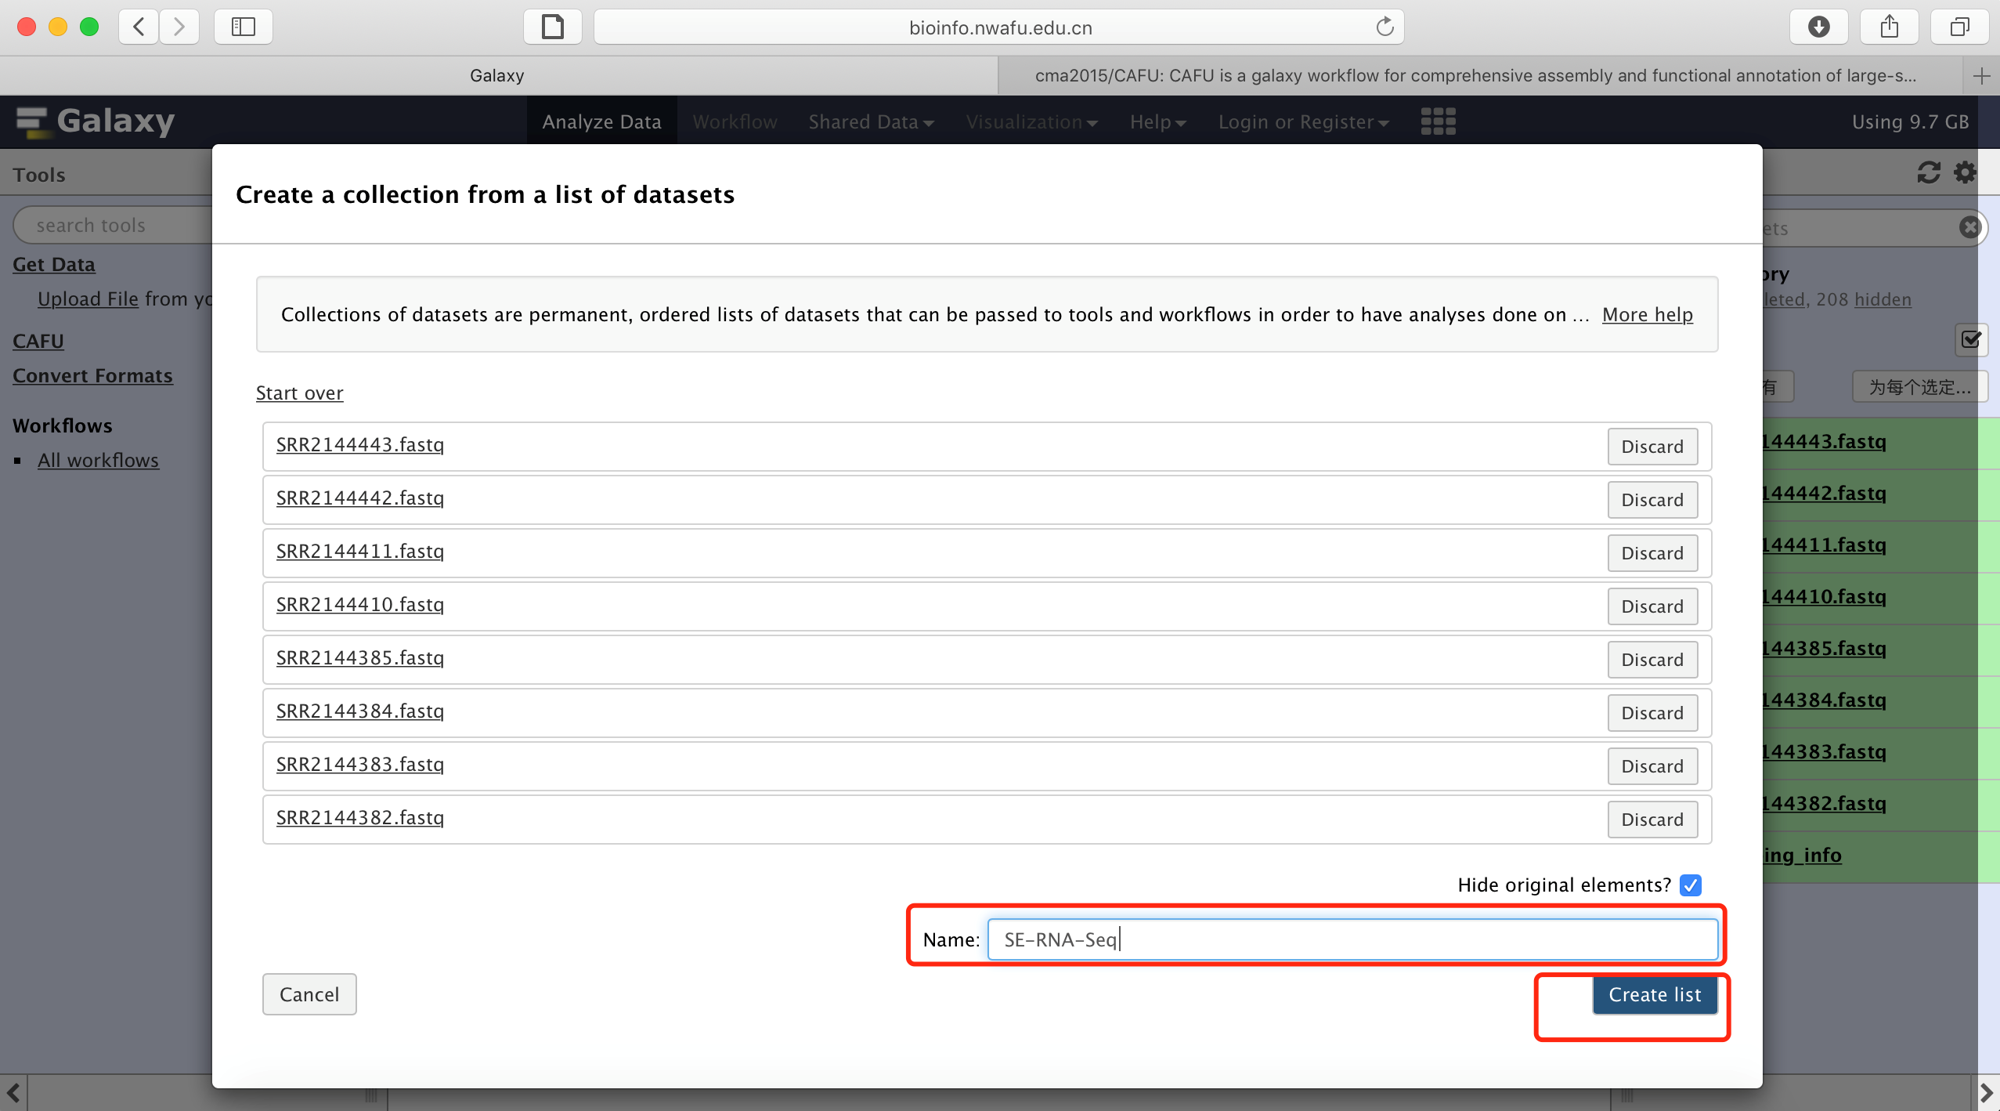 bioinfo.nwafu.edu.cn
Galaxy
cma2015/CAFU: CAFU is a galaxy workflow for comprehensive assembly and functional annotation of large-s...
Galaxy
Analyze Data
Workflow
Shared Data
Visualization
Help
Login or Register
Using 9.7 GB
Tools
search tools
Get Data
Upload File from yo
CAFU
Convert Formats
Workflows
All workflows
Create a collection from a list of datasets
Collections of datasets are permanent, ordered lists of datasets that can be passed to tools and workflows in order to have analyses done on ... More help
Start over
SRR2144443.fastq Discard
SRR2144442.fastq Discard
SRR2144411.fastq Discard
SRR2144410.fastq Discard
SRR2144385.fastq Discard
SRR2144384.fastq Discard
SRR2144383.fastq Discard
SRR2144382.fastq Discard
Hide original elements?
Name: SE-RNA-Seq
Cancel
Create list
ets
ory
leted, 208 hidden
有
为每个选定...
144443.fastq
144442.fastq
144411.fastq
144410.fastq
144385.fastq
144384.fastq
144383.fastq
144382.fastq
ing_info